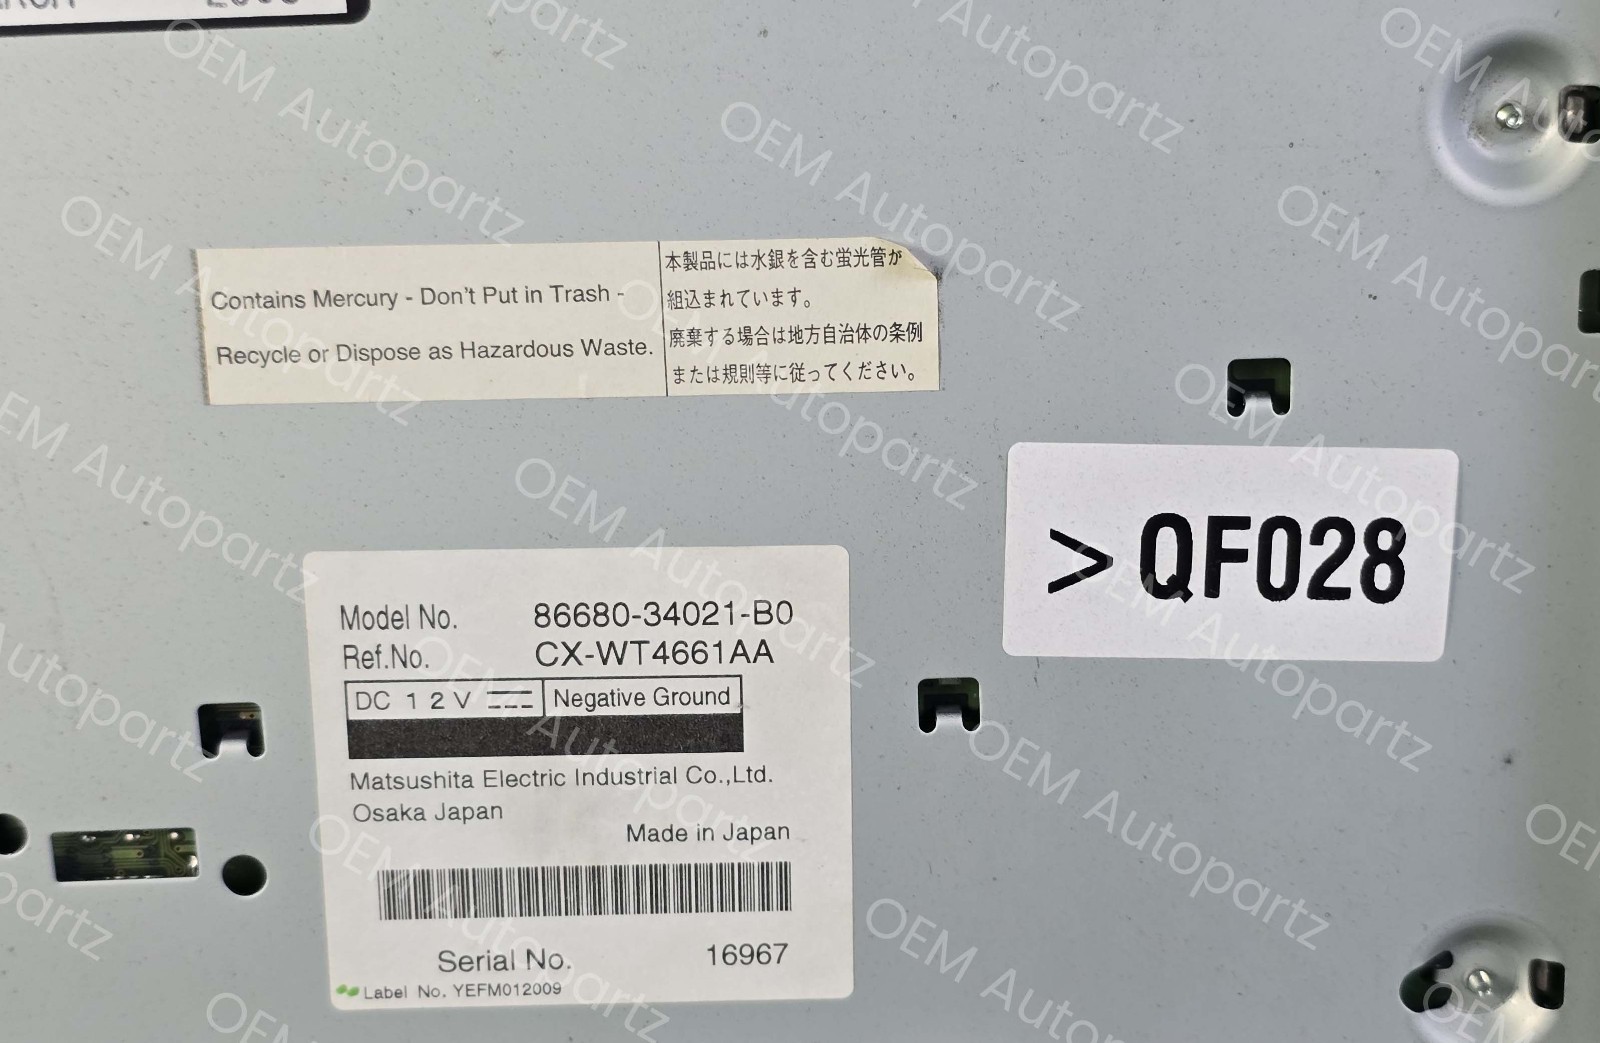 Contains Mercury - Don't Put in Trash -
Recycle or Dispose as Hazardous Waste.
本製品には水銀を含む蛍光管が
組込まれています。
廃棄する場合は地方自治体の条例
または規則等に従ってください。
>QF028
Model No. 86680-34021-B0
Ref.No. CX-WT4661AA
DC 12V Negative Ground
Matsushita Electric Industrial Co.,Ltd.
Osaka Japan
Made in Japan
Serial No. 16967
Label No. YEFM012009
OEM Autopartz